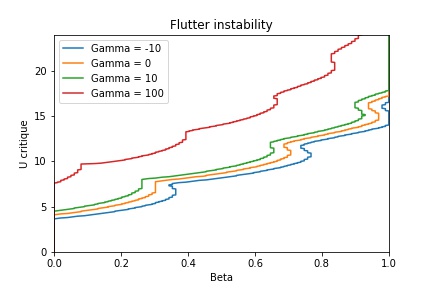 Flutter instability
Gamma = -10
Gamma = 0
Gamma = 10
Gamma = 100
U critique
20
15
10
5
0
0.0 0.2 0.4 0.6 0.8 1.0
Beta